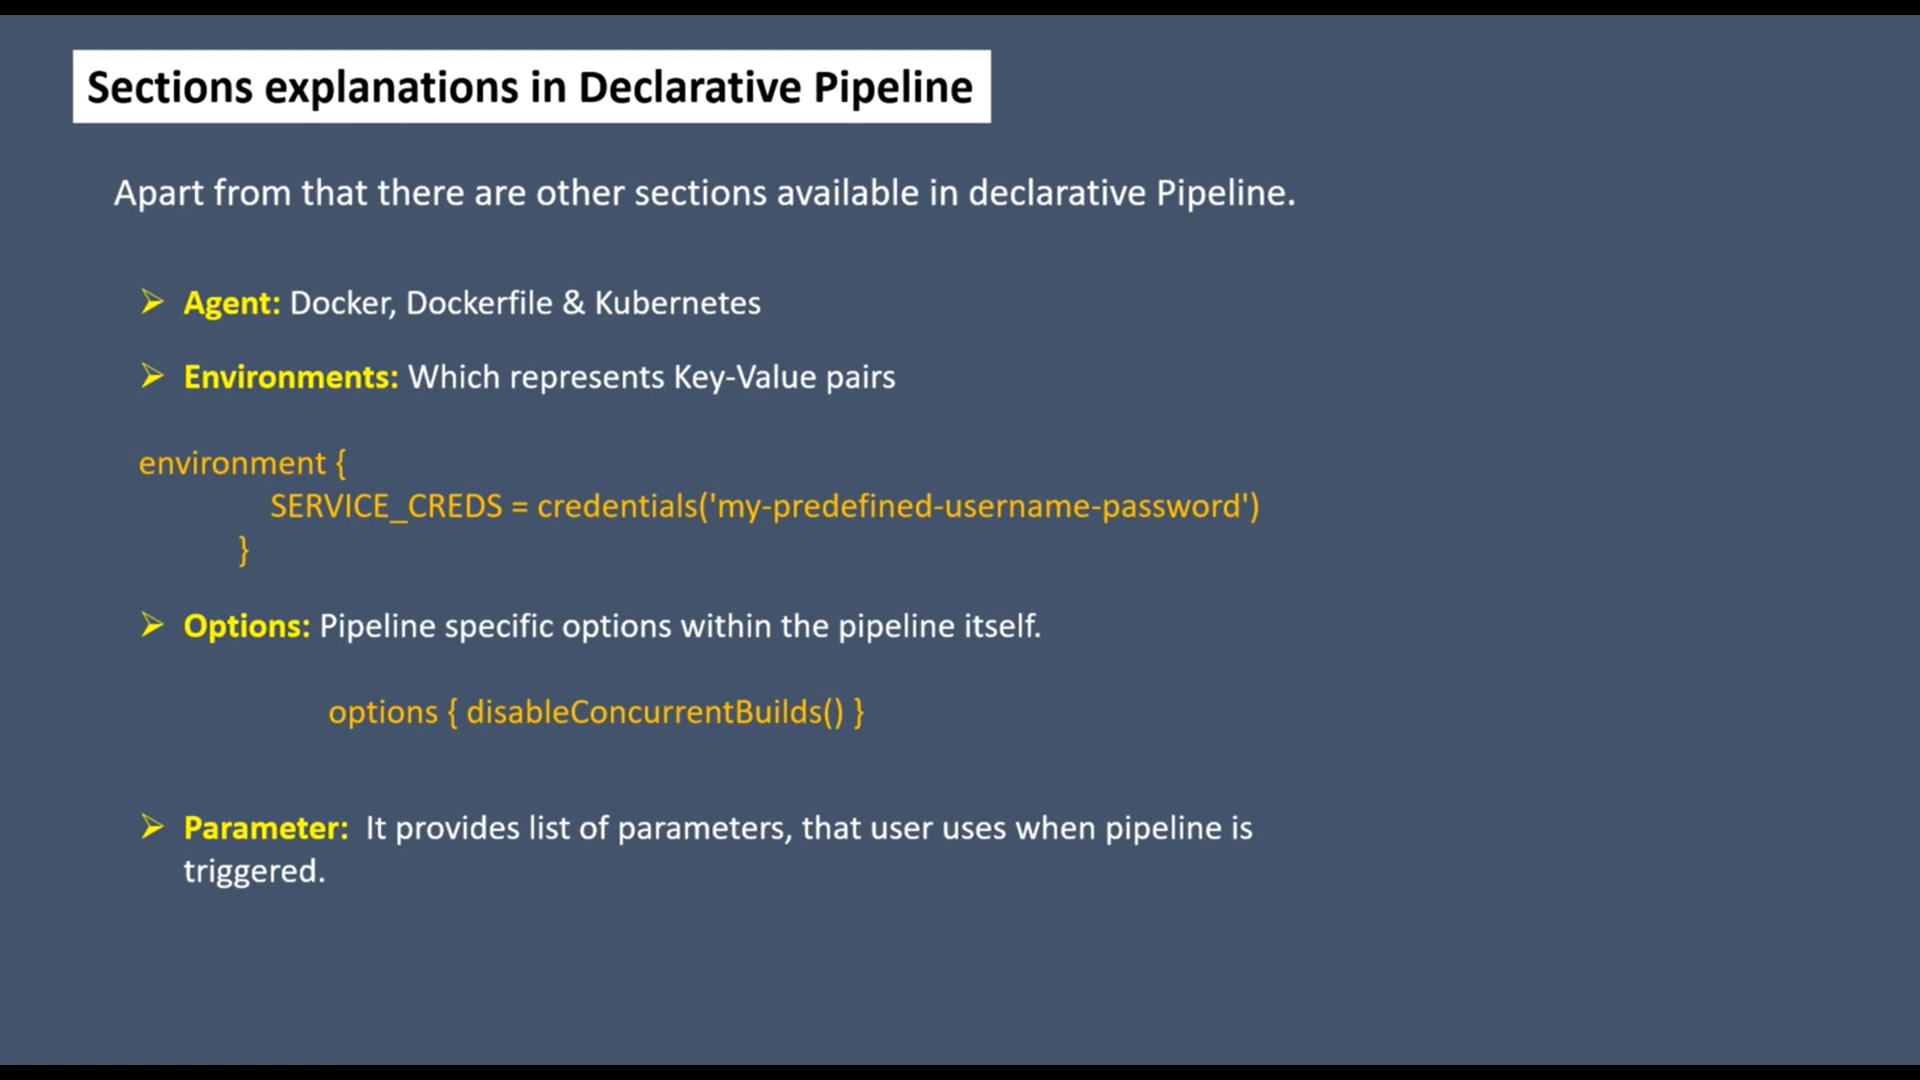 Sections explanations in Declarative Pipeline
Apart from that there are other sections available in declarative Pipeline.
Agent: Docker, Dockerfile & Kubernetes
Environments: Which represents Key-Value pairs
environment {
SERVICE_CREDS = credentials('my-predefined-username-password')
}
Options: Pipeline specific options within the pipeline itself.
options { disableConcurrentBuilds() }
Parameter: It provides list of parameters, that user uses when pipeline is
triggered.